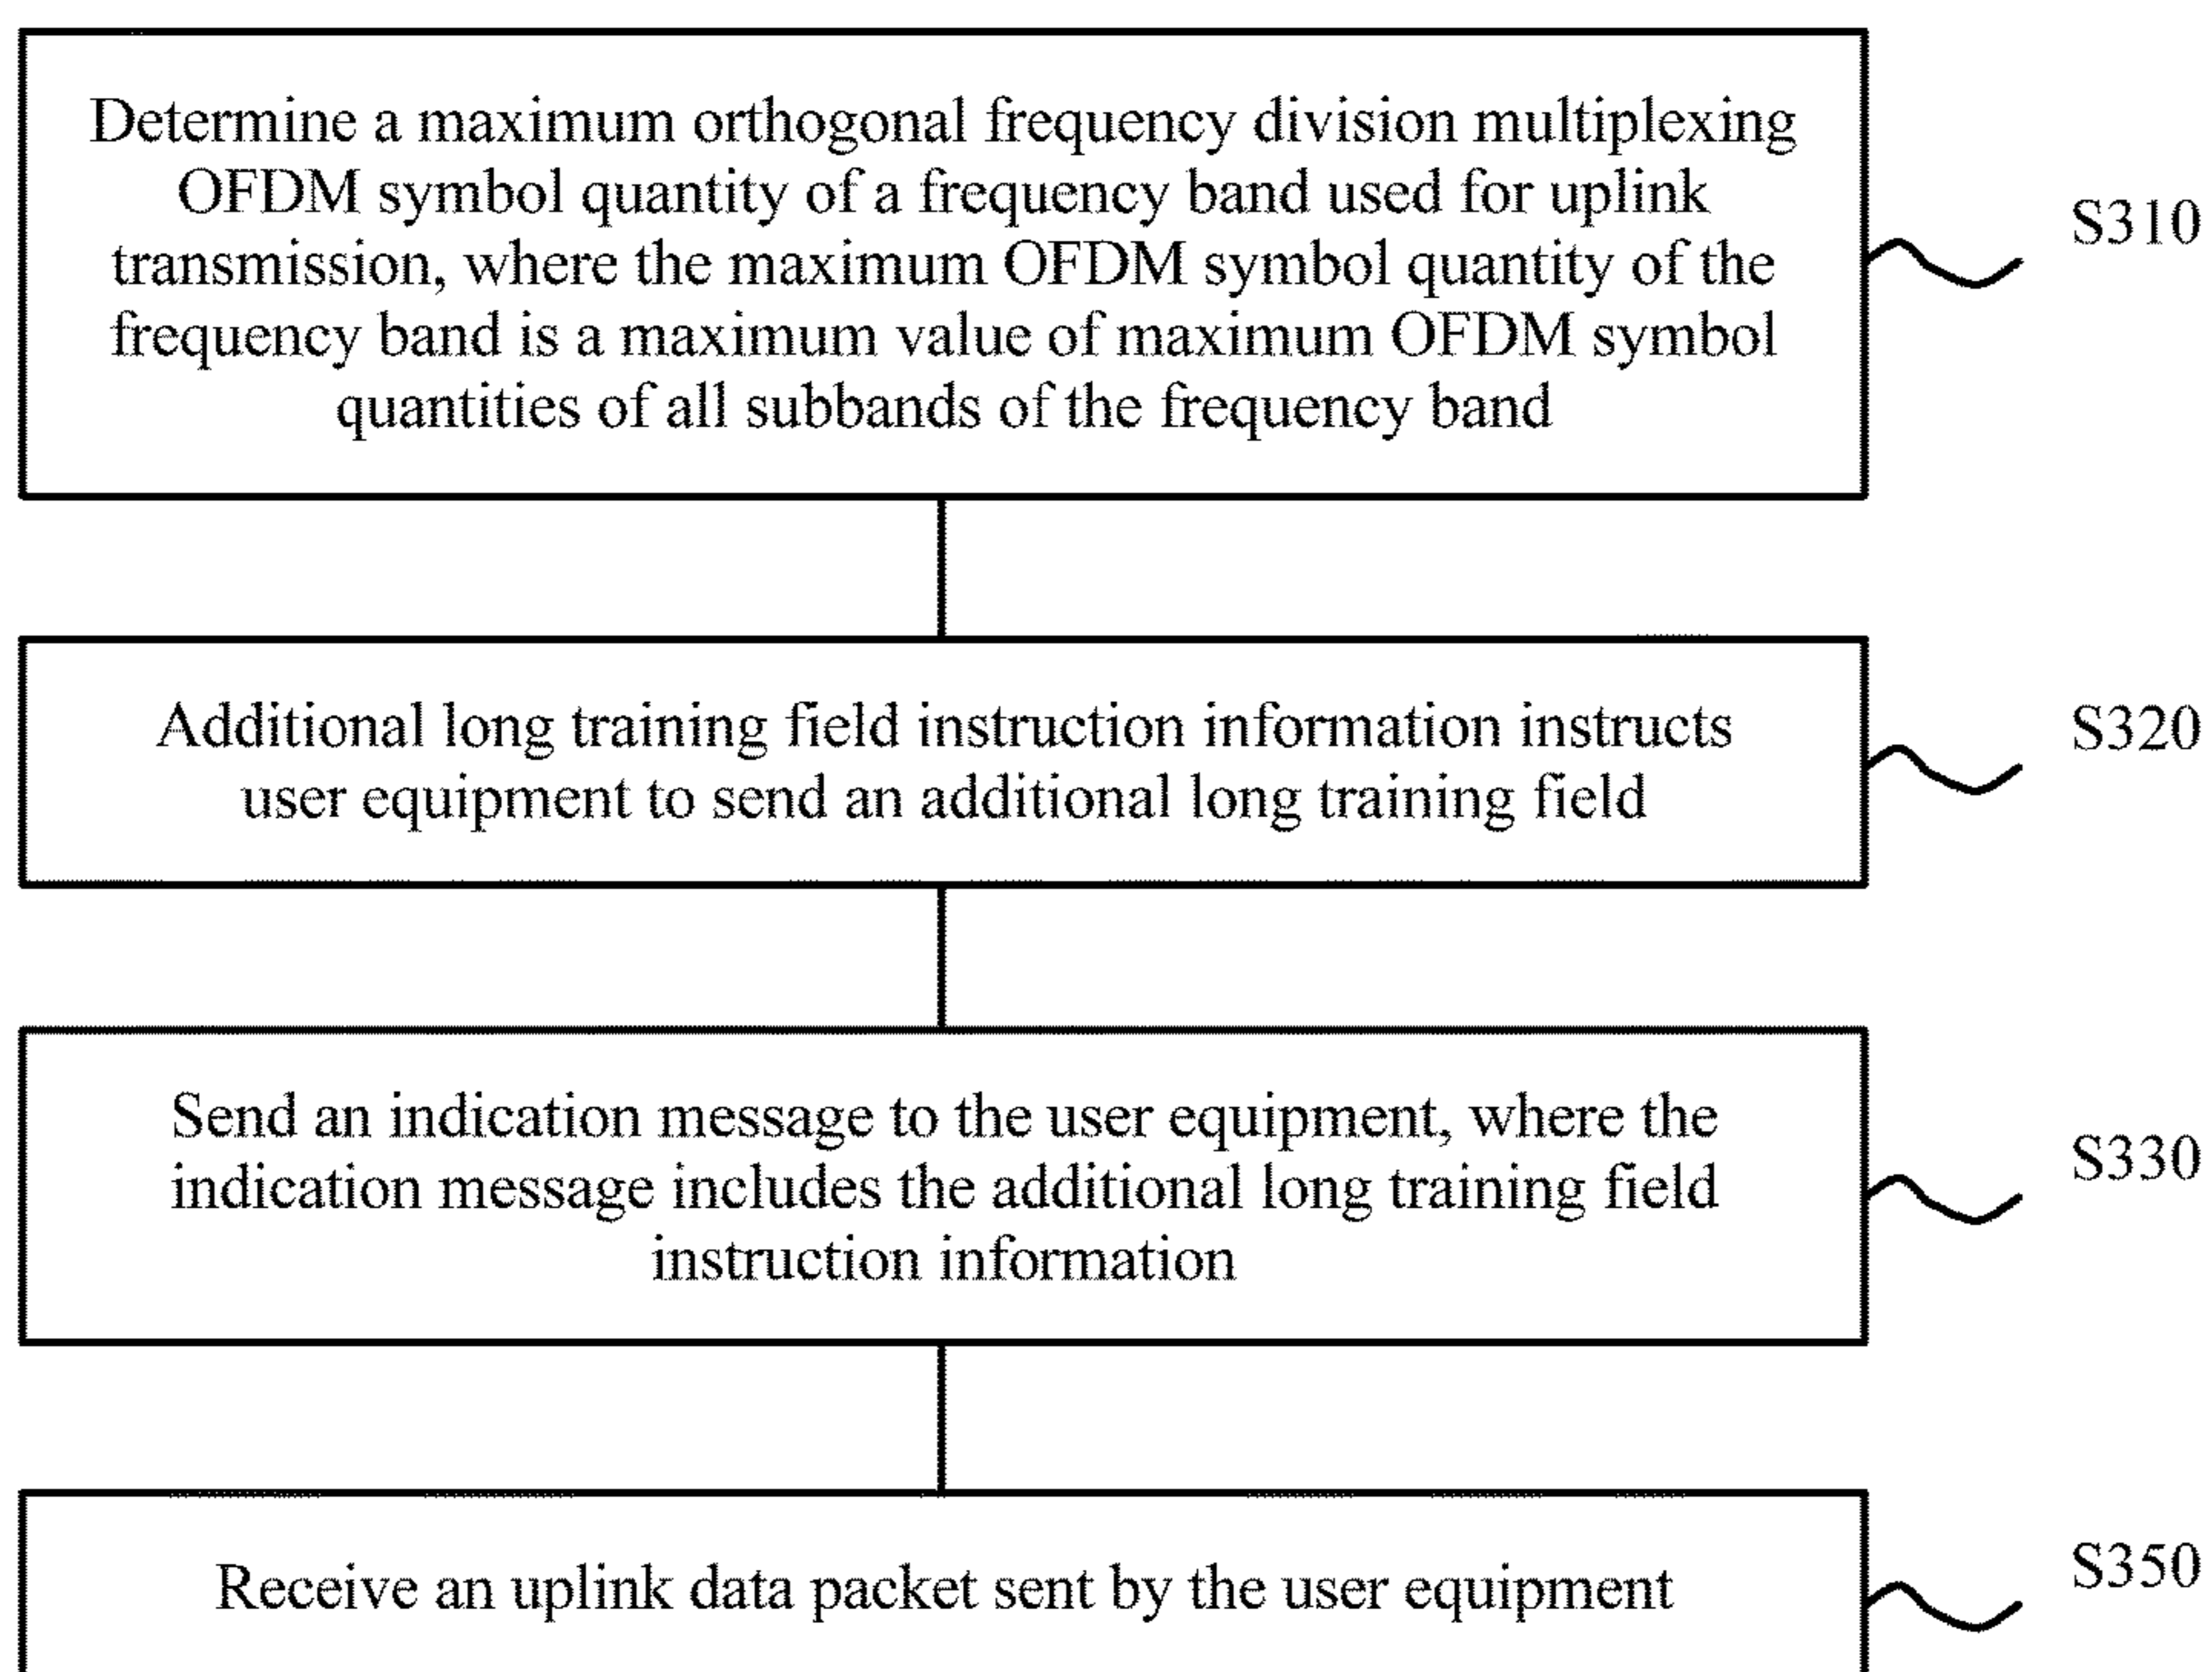 Determine a maximum orthogonal frequency division multiplexing
OFDM symbol quantity of a frequency band used for uplink
transmission, where the maximum OFDM symbol quantity of the
frequency band is a maximum value of maximum OFDM symbol
quantities of all subbands of the frequency band
S310
Additional long training field instruction information instructs
user equipment to send an additional long training field
S320
Send an indication message to the user equipment, where the
indication message includes the additional long training field
instruction information
S330
Receive an uplink data packet sent by the user equipment
S350